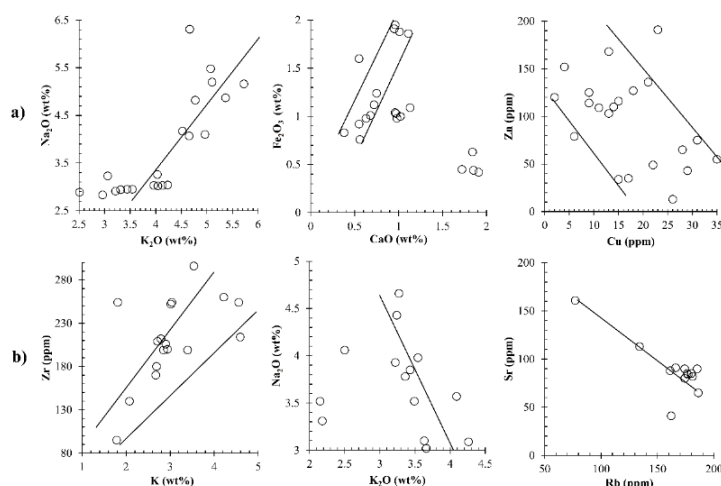 a)
6.5
5.5
4.5
3.5
2.5
Na₂O (wt%)
2.5 3 3.5 4 4.5 5 5.5 6
K₂O (wt%)
2
1.5
1
0.5
0
Fe₂O₃ (wt%)
0 0.5 1 1.5 2
CaO (wt%)
200
150
100
50
0
Zn (ppm)
0 5 10 15 20 25 30 35
Cu (ppm)
b)
280
230
180
130
80
Zr (ppm)
1 2 3 4 5
K (wt%)
5
4.5
4
3.5
3
Na₂O (wt%)
2 2.5 3 3.5 4 4.5
K₂O (wt%)
200
150
100
50
0
Sr (ppm)
50 100 150 200
Rb (ppm)